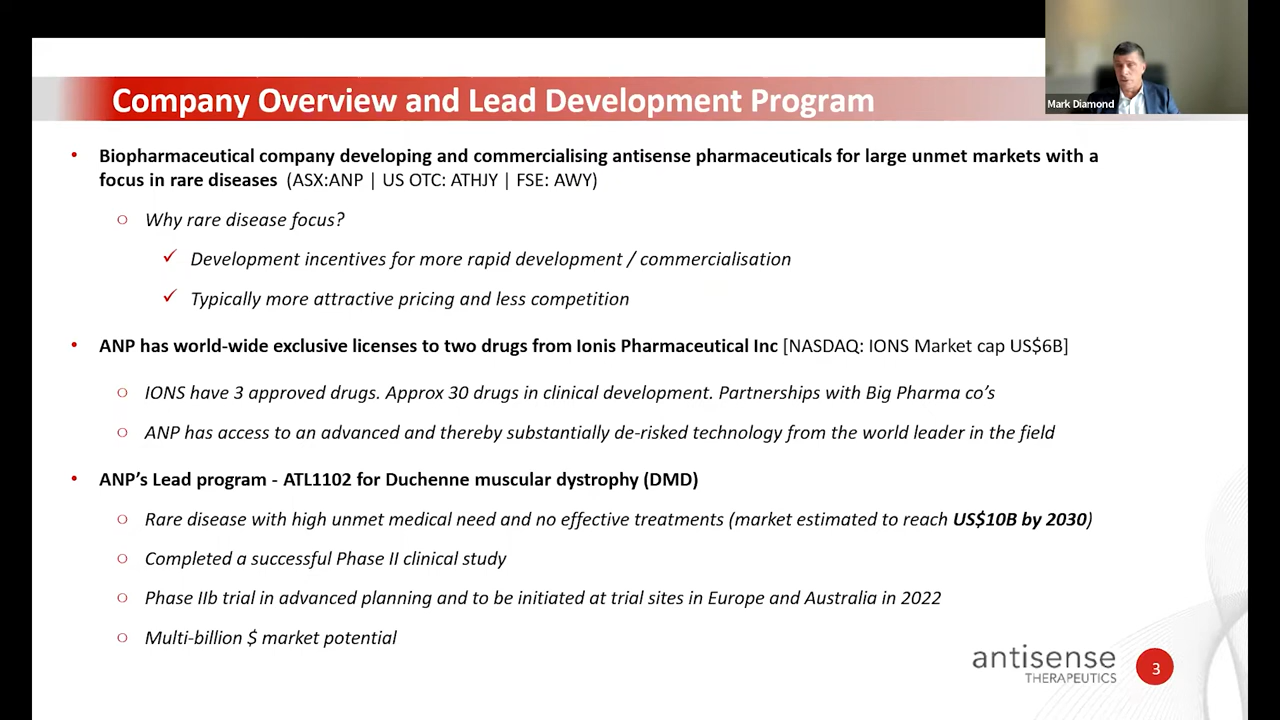 Company Overview and Lead Development Program
Mark Diamond
• Biopharmaceutical company developing and commercialising antisense pharmaceuticals for large unmet markets with a
focus in rare diseases (ASX:ANP | US OTC: ATHJY | FSE: AWY)
○ Why rare disease focus?
✓ Development incentives for more rapid development / commercialisation
✓ Typically more attractive pricing and less competition
• ANP has world-wide exclusive licenses to two drugs from Ionis Pharmaceutical Inc [NASDAQ: IONS Market cap US$6B]
○ IONS have 3 approved drugs. Approx 30 drugs in clinical development. Partnerships with Big Pharma co’s
○ ANP has access to an advanced and thereby substantially de-risked technology from the world leader in the field
• ANP’s Lead program - ATL1102 for Duchenne muscular dystrophy (DMD)
○ Rare disease with high unmet medical need and no effective treatments (market estimated to reach US$10B by 2030)
○ Completed a successful Phase II clinical study
○ Phase IIb trial in advanced planning and to be initiated at trial sites in Europe and Australia in 2022
○ Multi-billion $ market potential
antisense
THERAPEUTICS
3